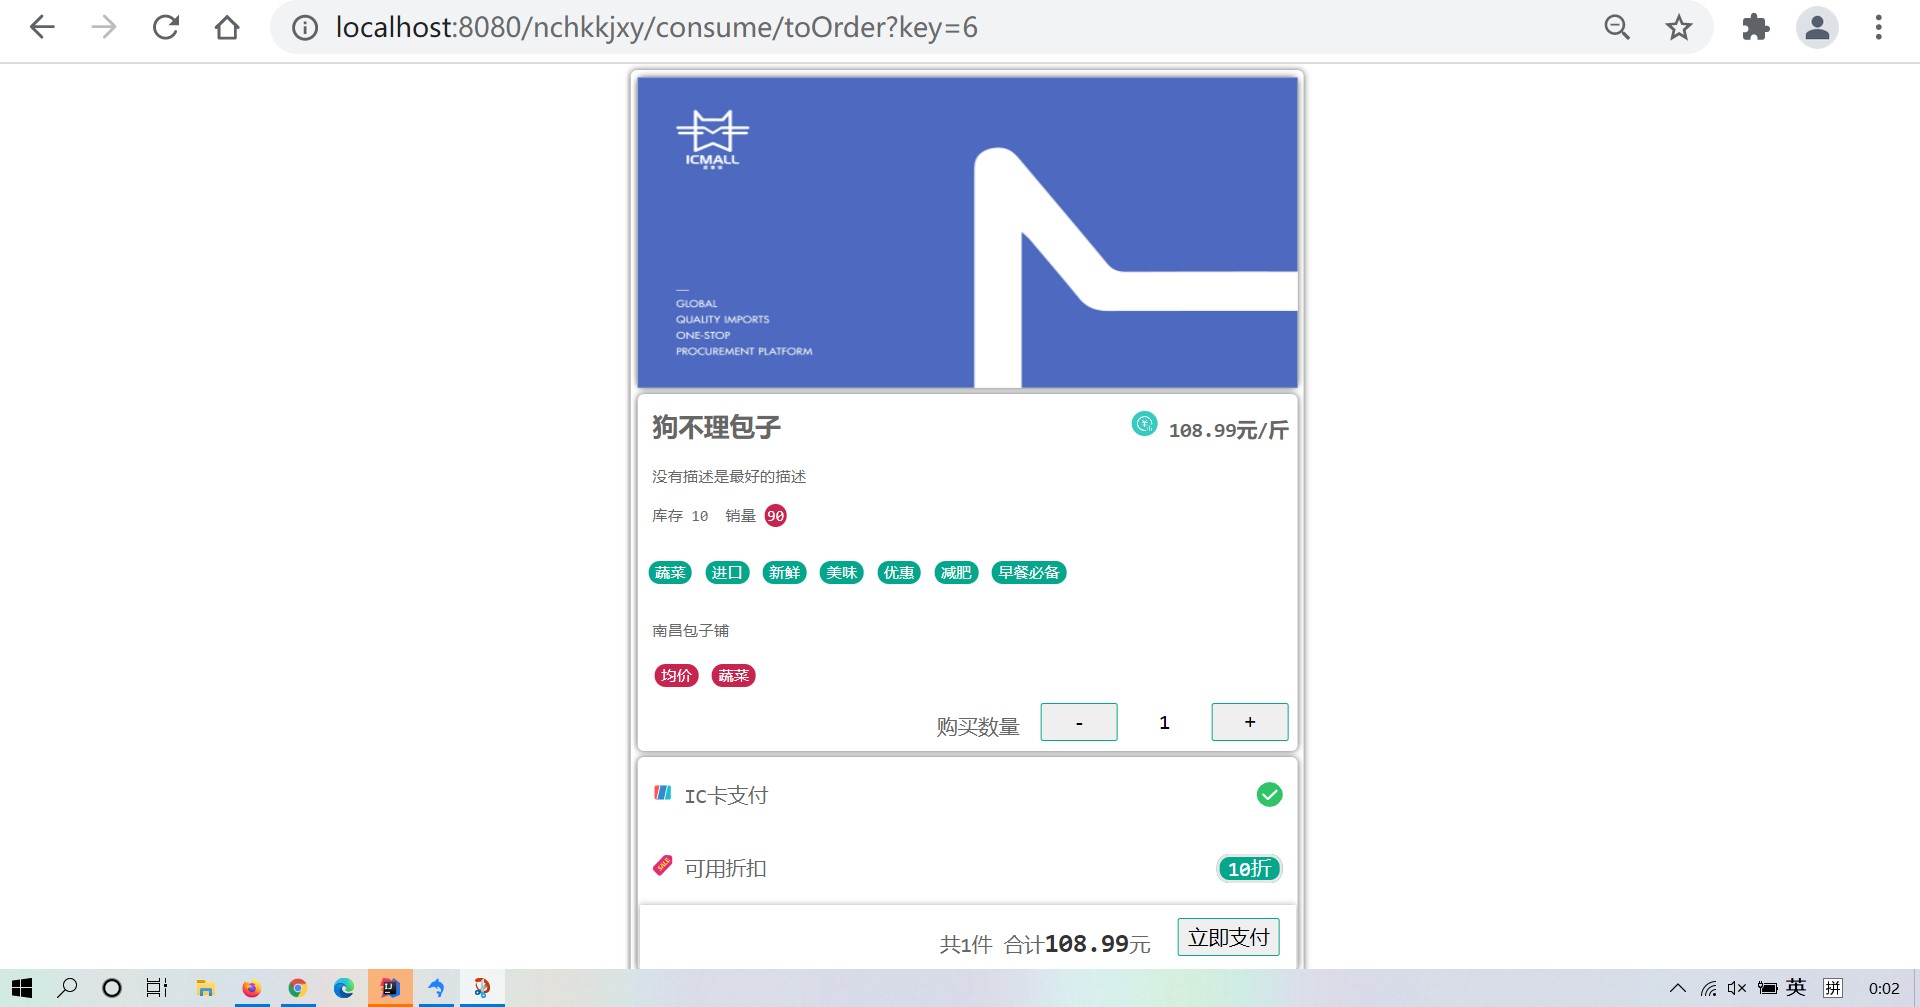 localhost:8080/nchkkjxy/consume/toOrder?key=6
ICMALL
GLOBAL
QUALITY IMPORTS
ONE-STOP
PROCUREMENT PLATFORM
狗不理包子
108.99元/斤
没有描述是最好的描述
库存 10 销量 90
蔬菜 进口 新鲜 美味 优惠 减肥 早餐必备
南昌包子铺
均价 蔬菜
购买数量 - 1 +
IC卡支付
可用折扣 10折
共1件 合计108.99元 立即支付
英 拼 0:02